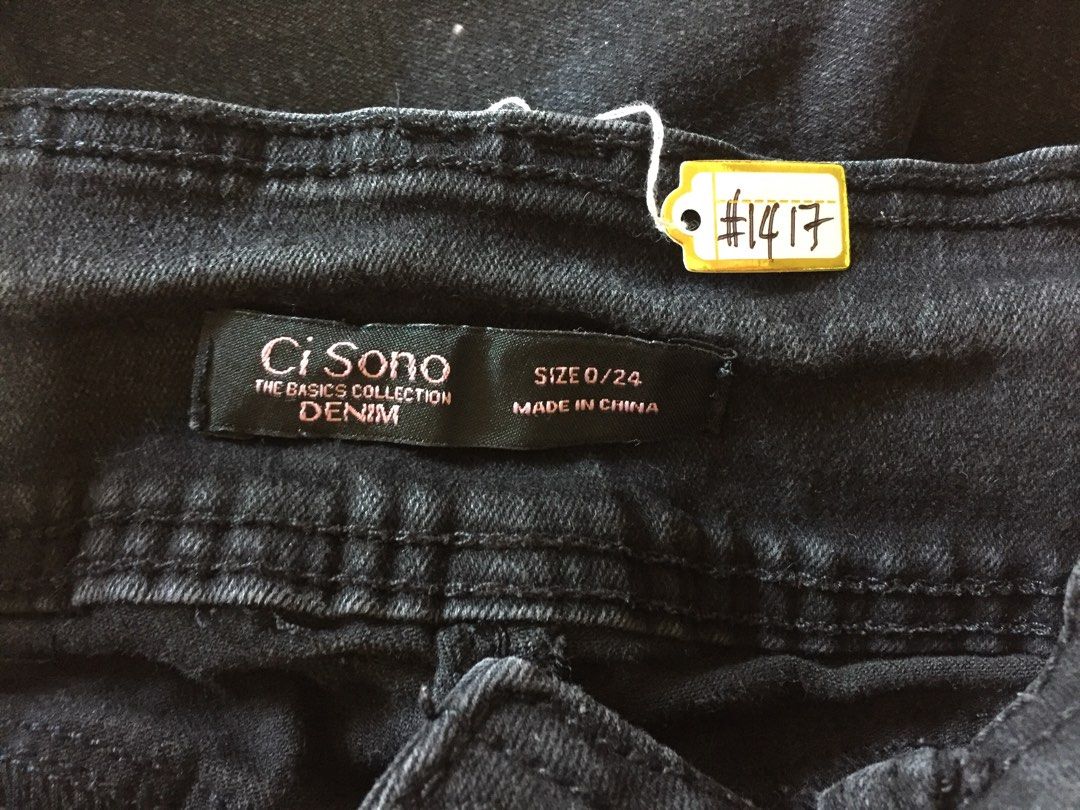 #1417
Ci Sono
THE BASICS COLLECTION
DENIM
SIZE 0/24
MADE IN CHINA